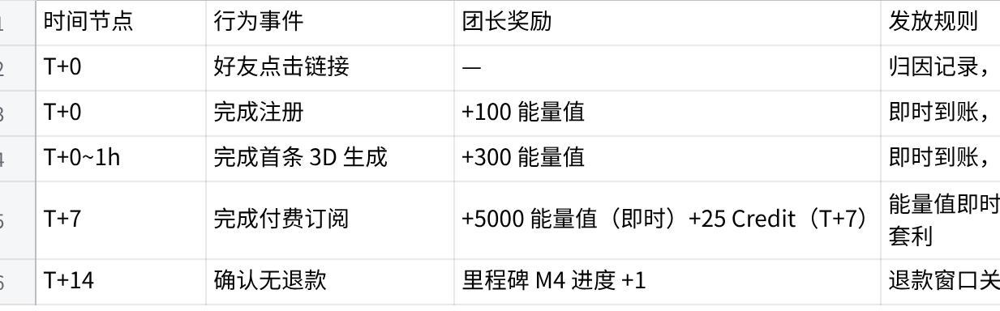 时间节点 行为事件 团长奖励 发放规则
2 T+0 好友点击链接 — 归因记录，
T+0 完成注册 +100 能量值 即时到账，
T+0~1h 完成首条 3D 生成 +300 能量值 即时到账，
能量值即时
T+7 完成付费订阅 +5000 能量值（即时）+25 Credit（T+7）
套利
T+14 确认无退款 里程碑 M4 进度 +1 退款窗口关